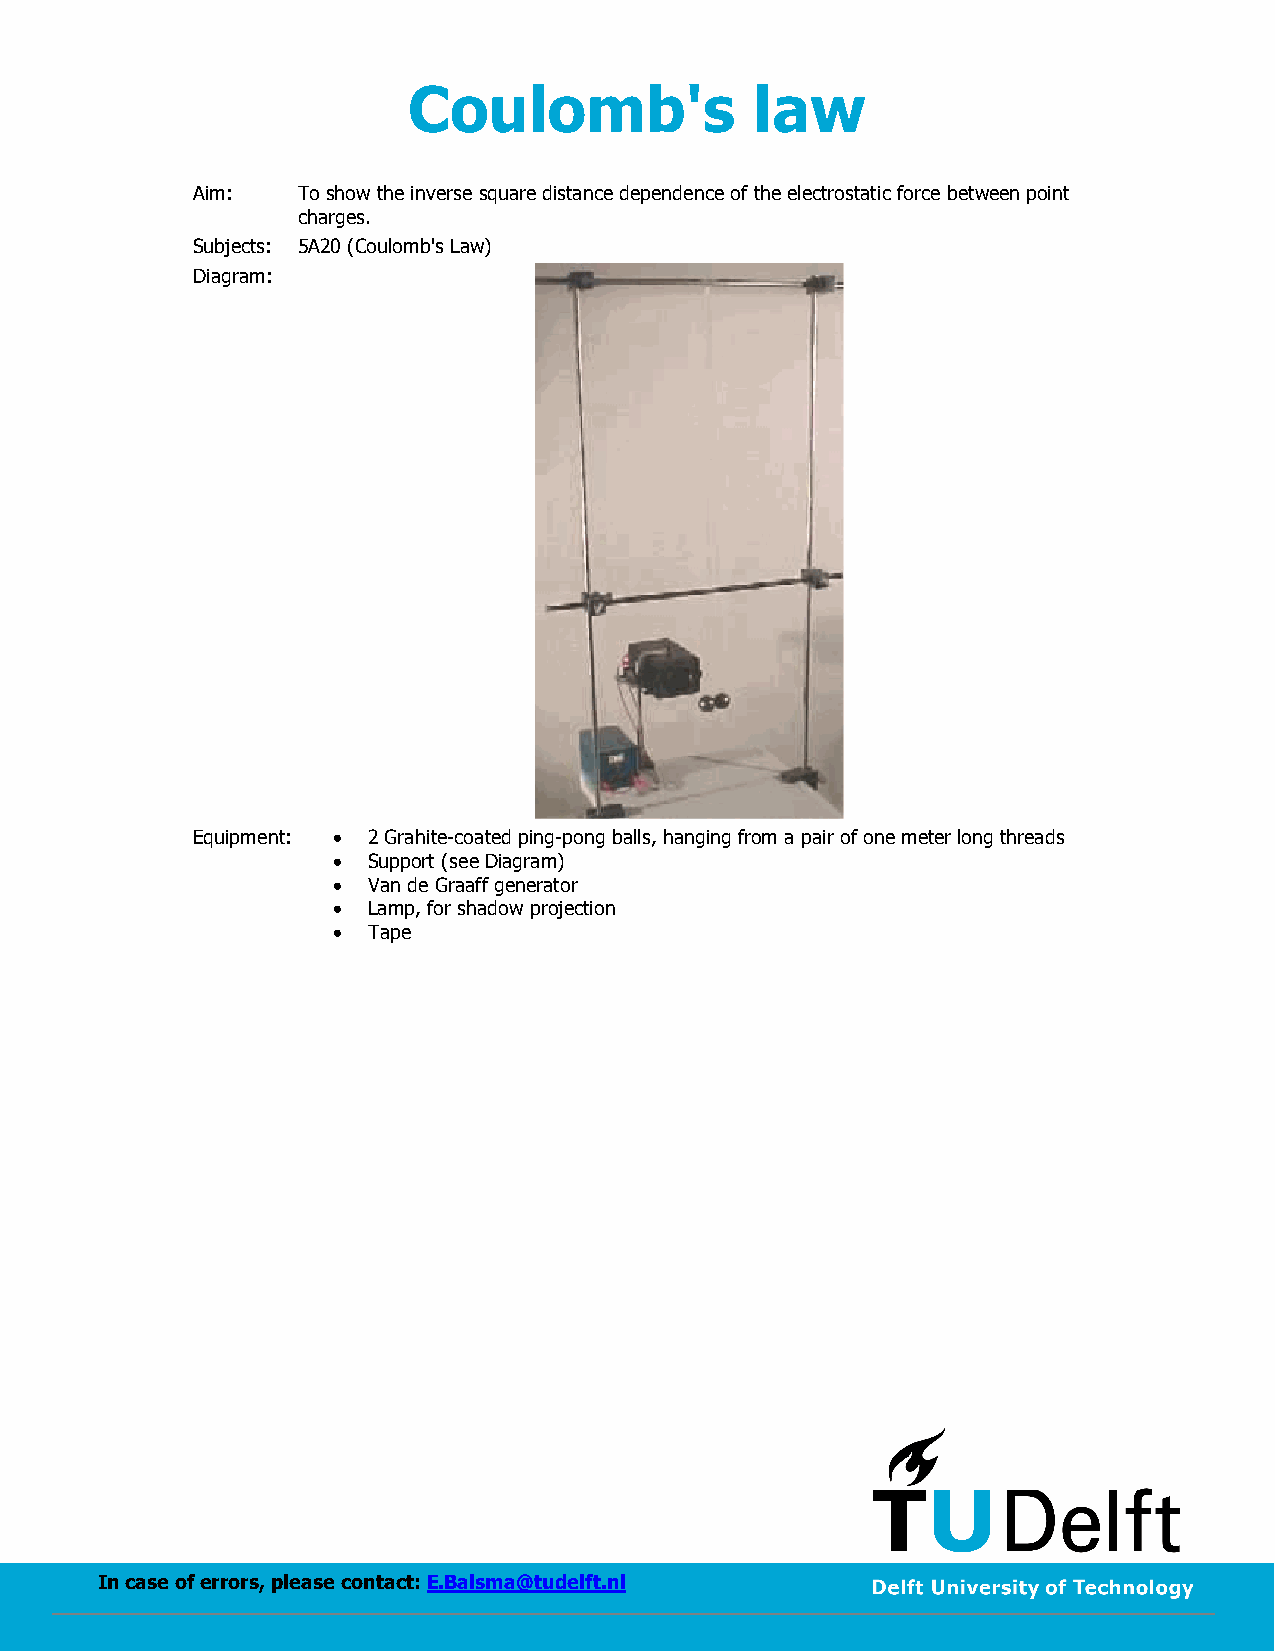 Coulomb's law
Aim: To show the inverse square distance dependence of the electrostatic force between point
charges.
Subjects: 5A20 (Coulomb's Law)
Diagram:
Equipment: • 2 Grahite-coated ping-pong balls, hanging from a pair of one meter long threads
• Support (see Diagram)
• Van de Graaff generator
• Lamp, for shadow projection
• Tape
TUDelft
In case of errors, please contact: E.Balsma@tudelft.nl
Delft University of Technology